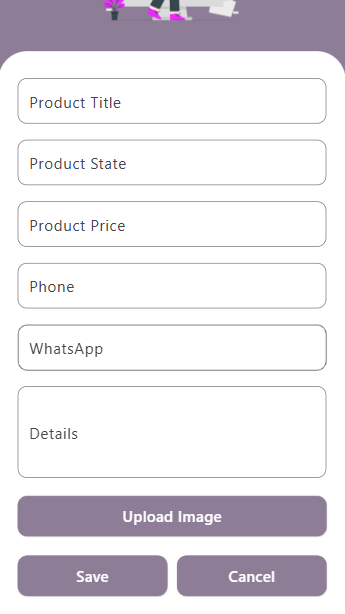 Product Title
Product State
Product Price
Phone
WhatsApp
Details
Upload Image
Save
Cancel